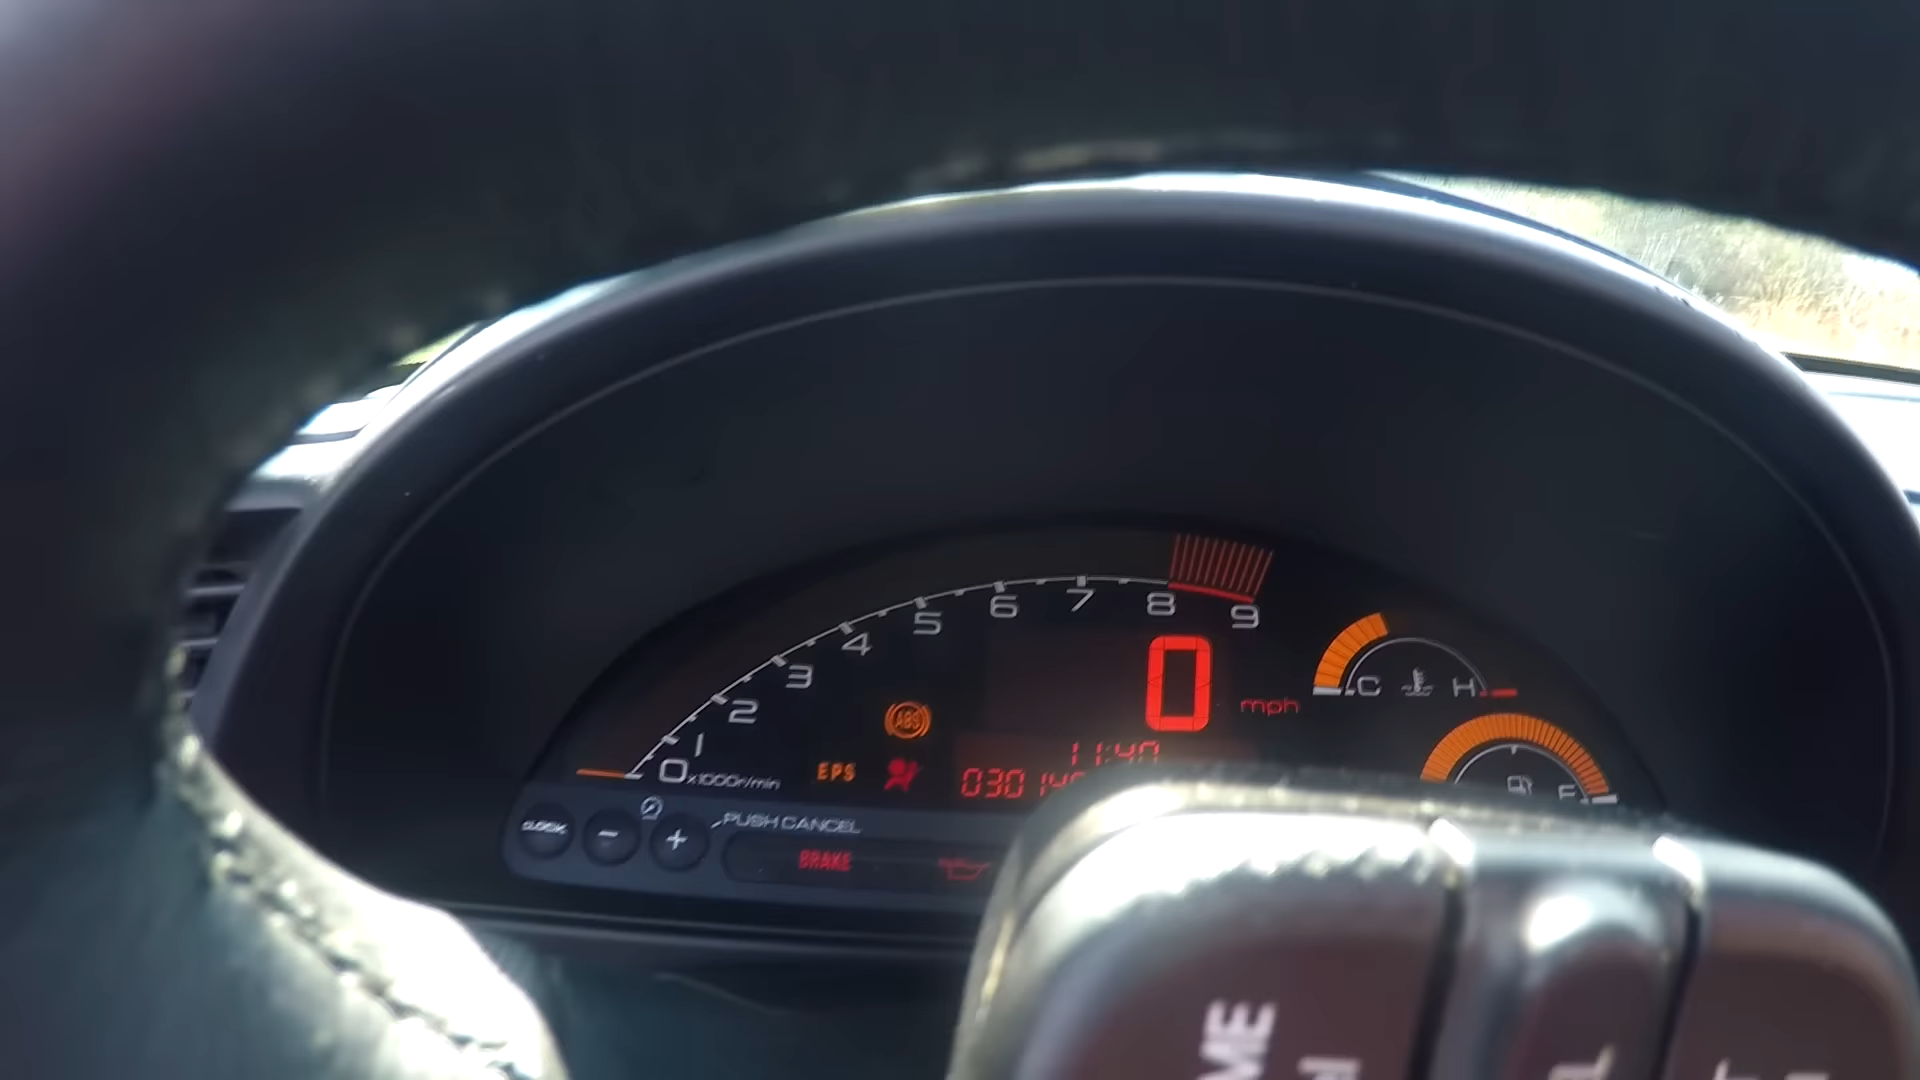 0 1 2 3 4 5 6 7 8 9
x1000r/min
0 mph
C H
F
ABS
EPS
11:40
CLOCK - + PUSH CANCEL
BRAKE